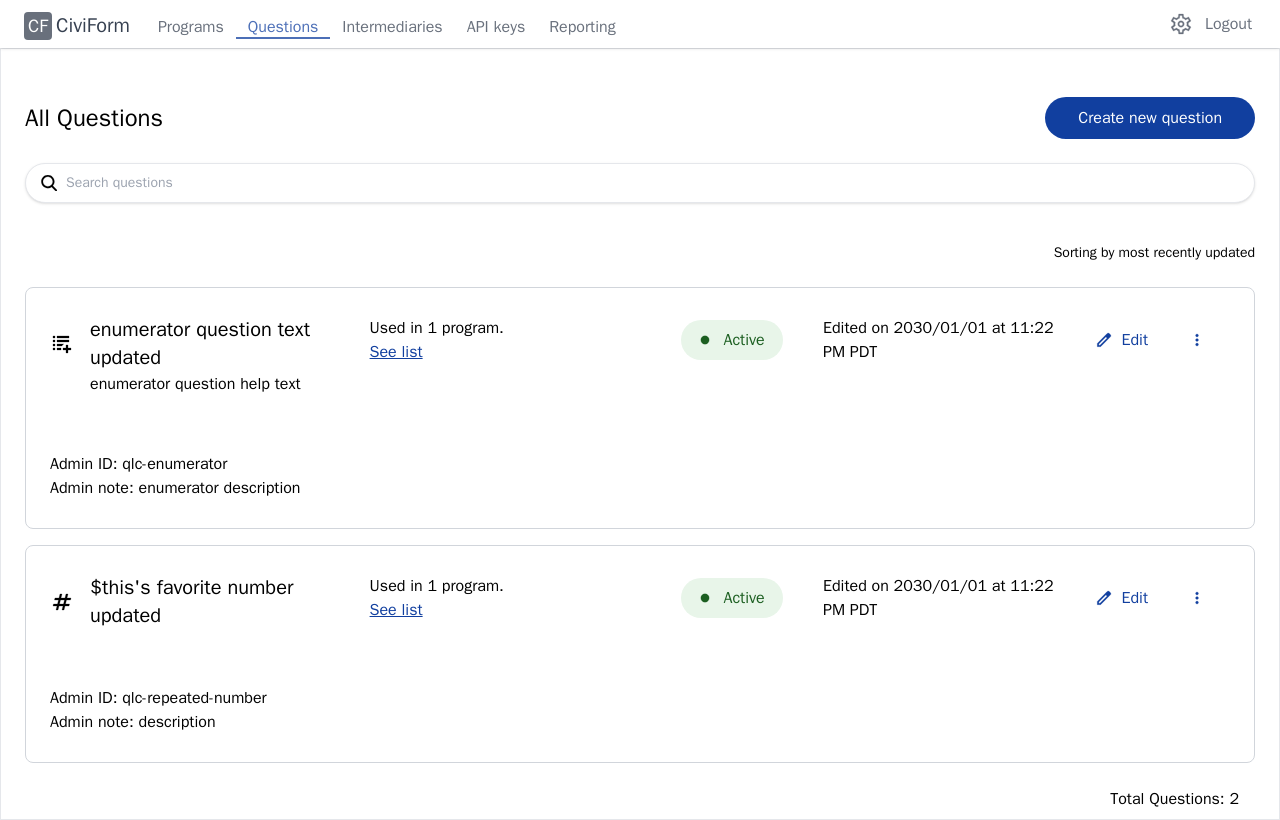 CF CiviForm Programs Questions Intermediaries API keys Reporting Logout
All Questions
Create new question
Search questions
Sorting by most recently updated
enumerator question text
updated
enumerator question help text
Used in 1 program.
See list
Active
Edited on 2030/01/01 at 11:22
PM PDT
Edit
Admin ID: qlc-enumerator
Admin note: enumerator description
$this's favorite number
updated
Used in 1 program.
See list
Active
Edited on 2030/01/01 at 11:22
PM PDT
Edit
Admin ID: qlc-repeated-number
Admin note: description
Total Questions: 2